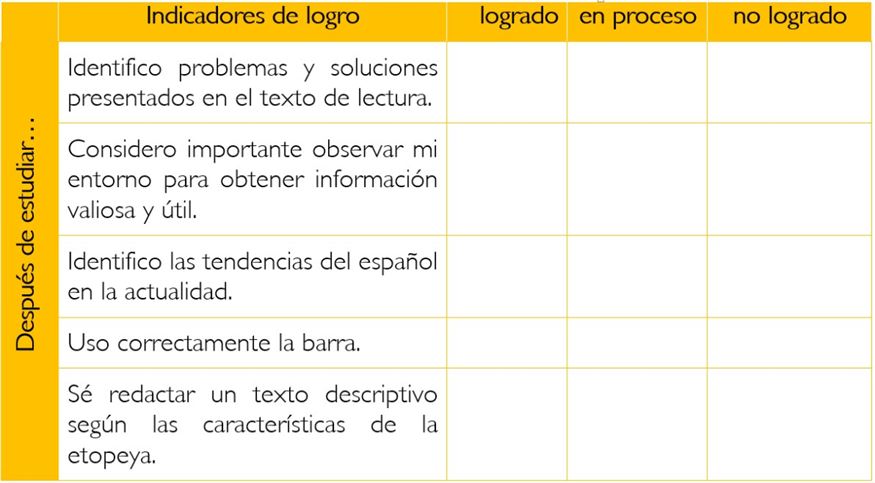 Indicadores de logro logrado en proceso no logrado
Después de estudiar...
Identifico problemas y soluciones
presentados en el texto de lectura.
Considero importante observar mi
entorno para obtener información
valiosa y útil.
Identifico las tendencias del español
en la actualidad.
Uso correctamente la barra.
Sé redactar un texto descriptivo
según las características de la
etopeya.